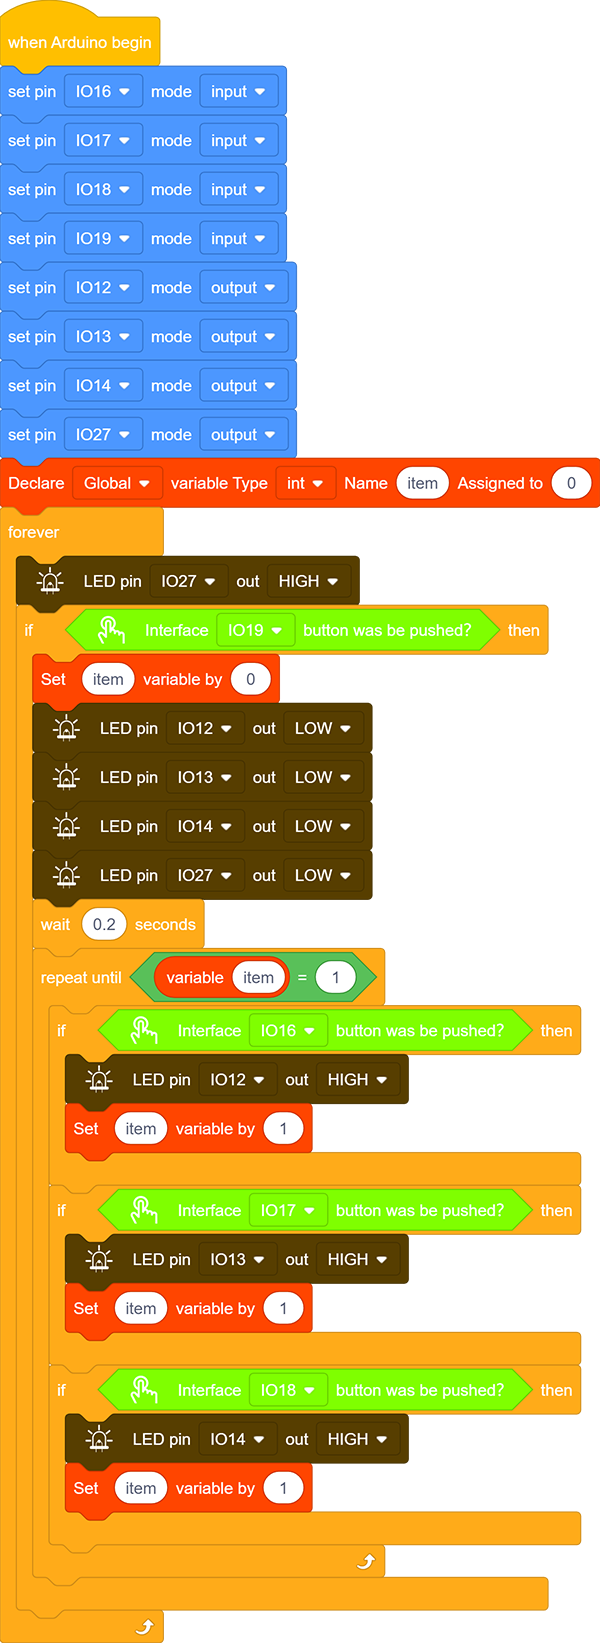 when Arduino begin
set pin IO16 mode input
set pin IO17 mode input
set pin IO18 mode input
set pin IO19 mode input
set pin IO12 mode output
set pin IO13 mode output
set pin IO14 mode output
set pin IO27 mode output
Declare Global variable Type int Name item Assigned to 0
forever
LED pin IO27 out HIGH
if Interface IO19 button was be pushed? then
Set item variable by 0
LED pin IO12 out LOW
LED pin IO13 out LOW
LED pin IO14 out LOW
LED pin IO27 out LOW
wait 0.2 seconds
repeat until variable item = 1
if Interface IO16 button was be pushed? then
LED pin IO12 out HIGH
Set item variable by 1
if Interface IO17 button was be pushed? then
LED pin IO13 out HIGH
Set item variable by 1
if Interface IO18 button was be pushed? then
LED pin IO14 out HIGH
Set item variable by 1